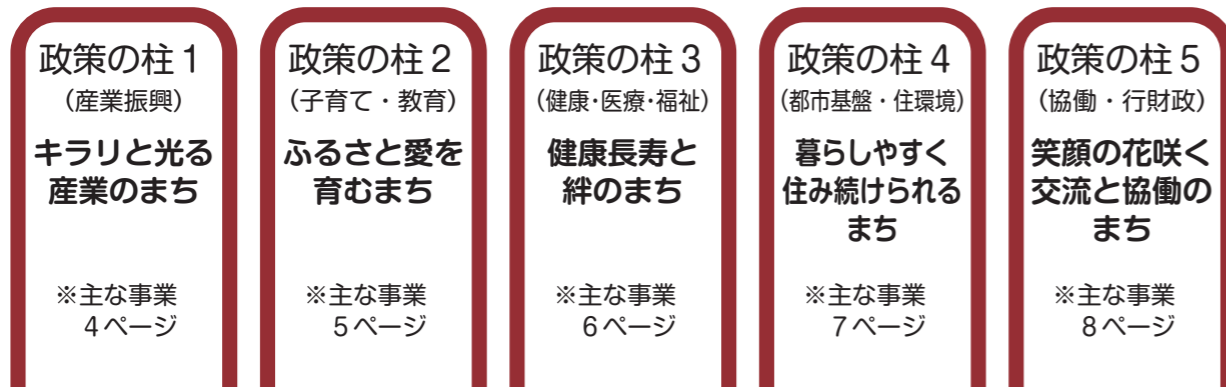 政策の柱1
(産業振興)
キラリと光る
産業のまち
※主な事業
4ページ
政策の柱2
(子育て・教育)
ふるさと愛を
育むまち
※主な事業
5ページ
政策の柱3
(健康・医療・福祉)
健康長寿と
絆のまち
※主な事業
6ページ
政策の柱4
(都市基盤・住環境)
暮らしやすく
住み続けられる
まち
※主な事業
7ページ
政策の柱5
(協働・行財政)
笑顔の花咲く
交流と協働の
まち
※主な事業
8ページ